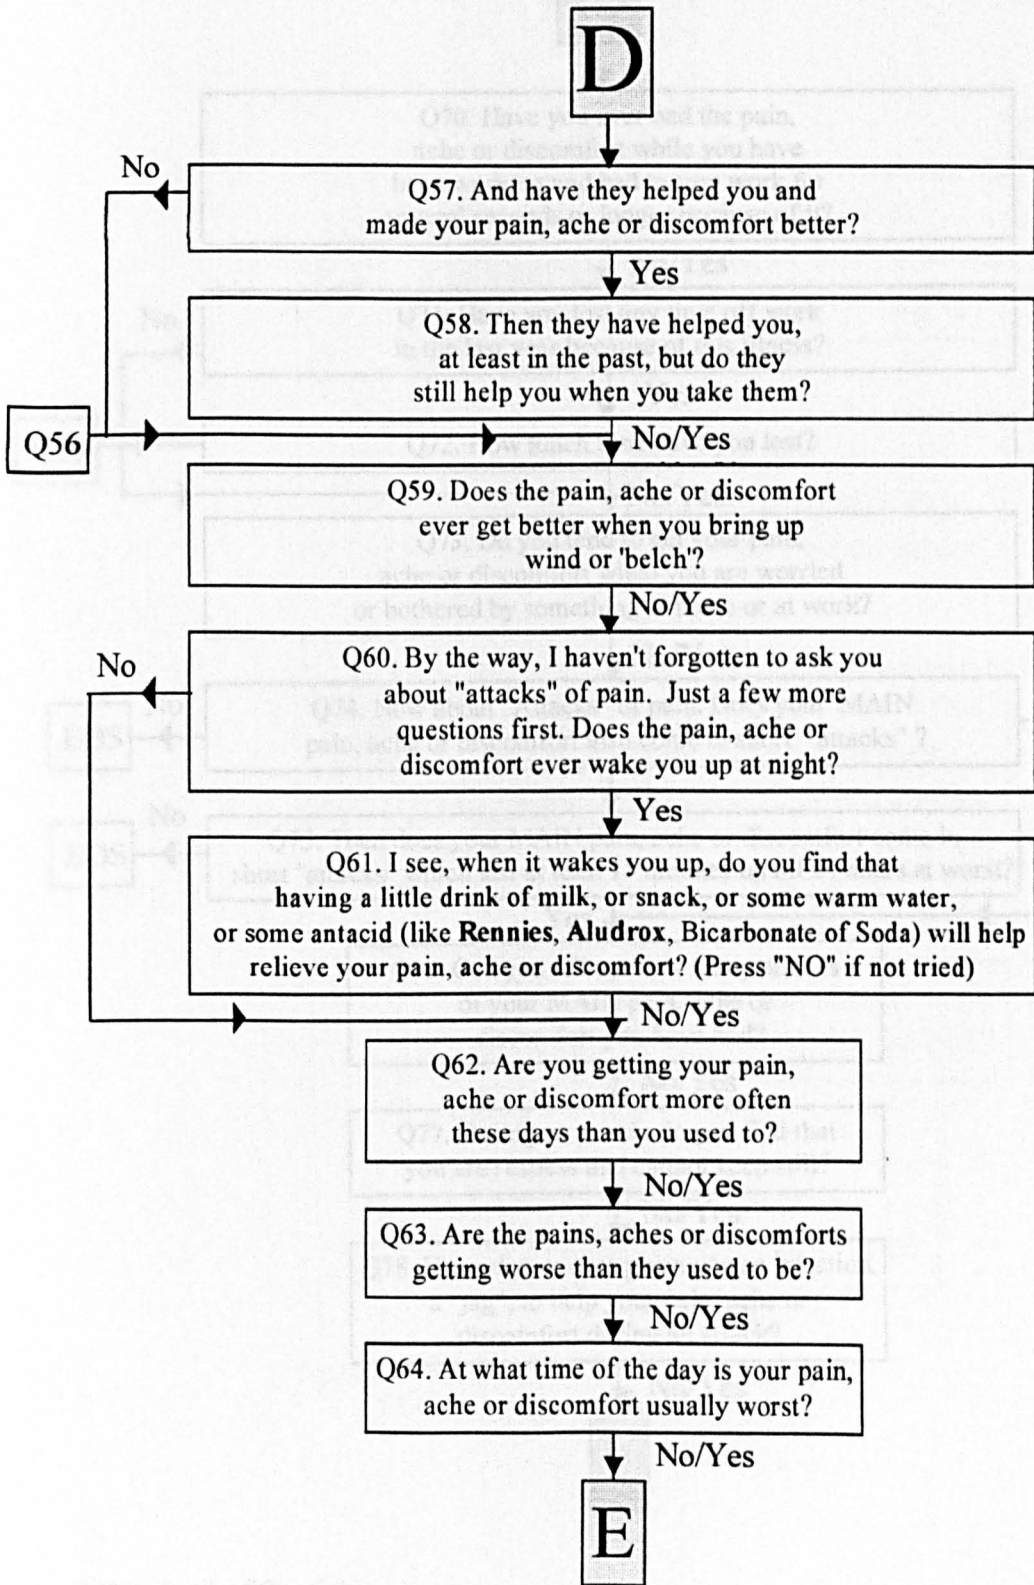 D
No
Q57. And have they helped you and
made your pain, ache or discomfort better?
Yes
Q58. Then they have helped you,
at least in the past, but do they
still help you when you take them?
Q56
No/Yes
Q59. Does the pain, ache or discomfort
ever get better when you bring up
wind or 'belch'?
No/Yes
No
Q60. By the way, I haven't forgotten to ask you
about "attacks" of pain. Just a few more
questions first. Does the pain, ache or
discomfort ever wake you up at night?
Yes
Q61. I see, when it wakes you up, do you find that
having a little drink of milk, or snack, or some warm water,
or some antacid (like Rennies, Aludrox, Bicarbonate of Soda) will help
relieve your pain, ache or discomfort? (Press "NO" if not tried)
No/Yes
Q62. Are you getting your pain,
ache or discomfort more often
these days than you used to?
No/Yes
Q63. Are the pains, aches or discomforts
getting worse than they used to be?
No/Yes
Q64. At what time of the day is your pain,
ache or discomfort usually worst?
No/Yes
E